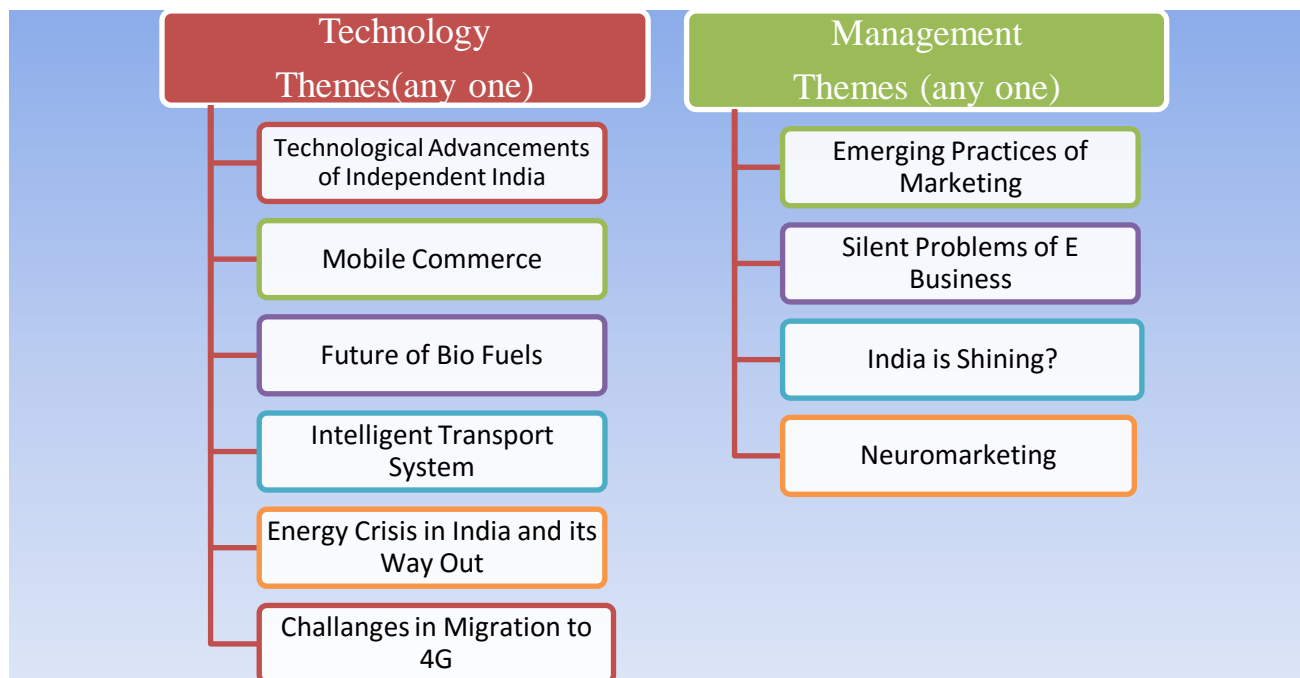 Technology
Themes(any one)
Technological Advancements
of Independent India
Mobile Commerce
Future of Bio Fuels
Intelligent Transport
System
Energy Crisis in India and its
Way Out
Challanges in Migration to
4G
Management
Themes (any one)
Emerging Practices of
Marketing
Silent Problems of E
Business
India is Shining?
Neuromarketing